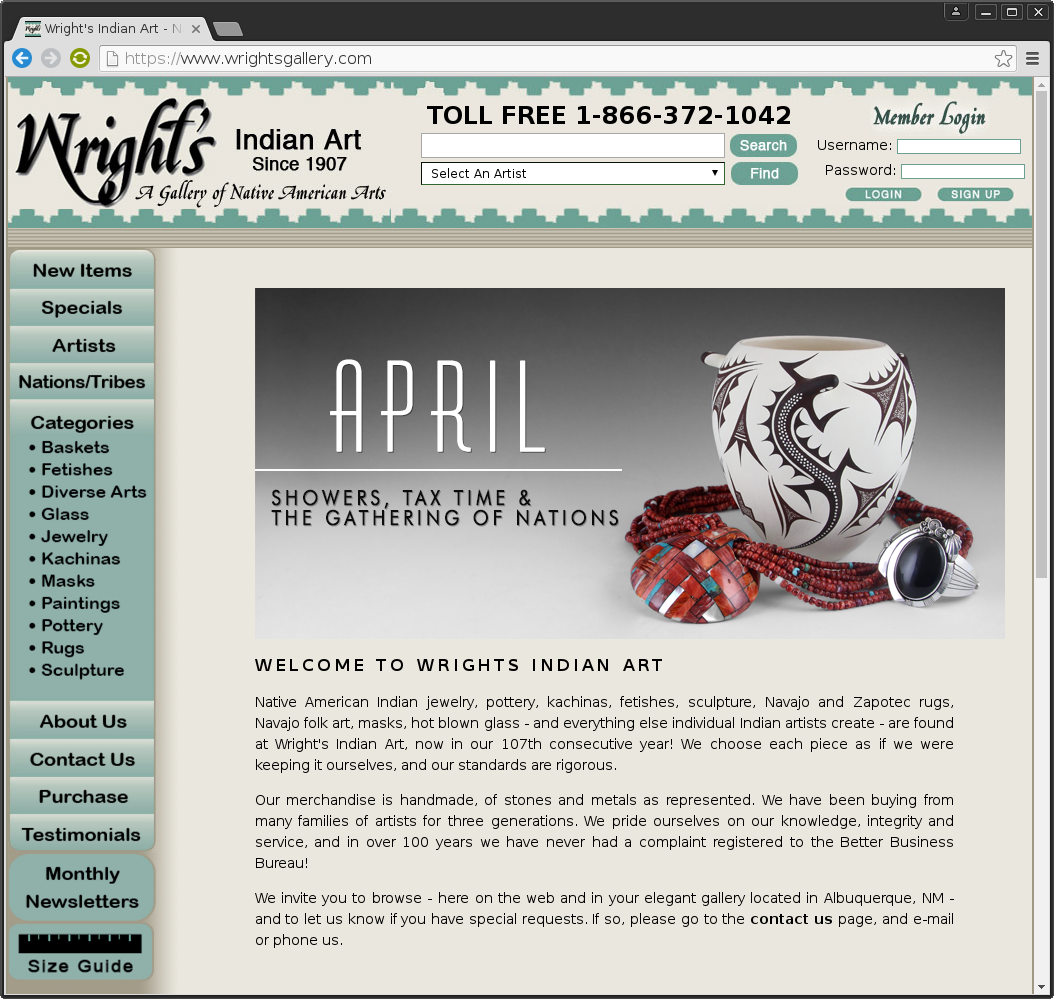 Wright's Indian Art - N
https://www.wrightsgallery.com
Wright's
Indian Art
Since 1907
A Gallery of Native American Arts
TOLL FREE 1-866-372-1042
Search
Select An Artist
Find
Member Login
Username:
Password:
LOGIN SIGN UP
New Items
Specials
Artists
Nations/Tribes
Categories
• Baskets
• Fetishes
• Diverse Arts
• Glass
• Jewelry
• Kachinas
• Masks
• Paintings
• Pottery
• Rugs
• Sculpture
About Us
Contact Us
Purchase
Testimonials
Monthly
Newsletters
Size Guide
APRIL
SHOWERS, TAX TIME &
THE GATHERING OF NATIONS
WELCOME TO WRIGHTS INDIAN ART
Native American Indian jewelry, pottery, kachinas, fetishes, sculpture, Navajo and Zapotec rugs,
Navajo folk art, masks, hot blown glass - and everything else individual Indian artists create - are found
at Wright's Indian Art, now in our 107th consecutive year! We choose each piece as if we were
keeping it ourselves, and our standards are rigorous.
Our merchandise is handmade, of stones and metals as represented. We have been buying from
many families of artists for three generations. We pride ourselves on our knowledge, integrity and
service, and in over 100 years we have never had a complaint registered to the Better Business
Bureau!
We invite you to browse - here on the web and in your elegant gallery located in Albuquerque, NM -
and to let us know if you have special requests. If so, please go to the contact us page, and e-mail
or phone us.